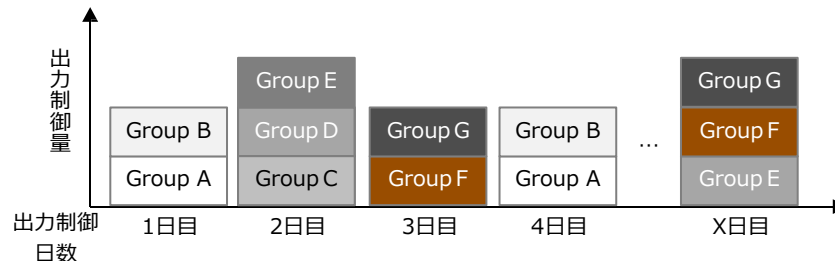 出力制御量
Group E
Group G
Group B
Group D
Group G
Group B
…
Group F
Group A
Group C
Group F
Group A
Group E
出力制御
日数
1日目
2日目
3日目
4日目
X日目